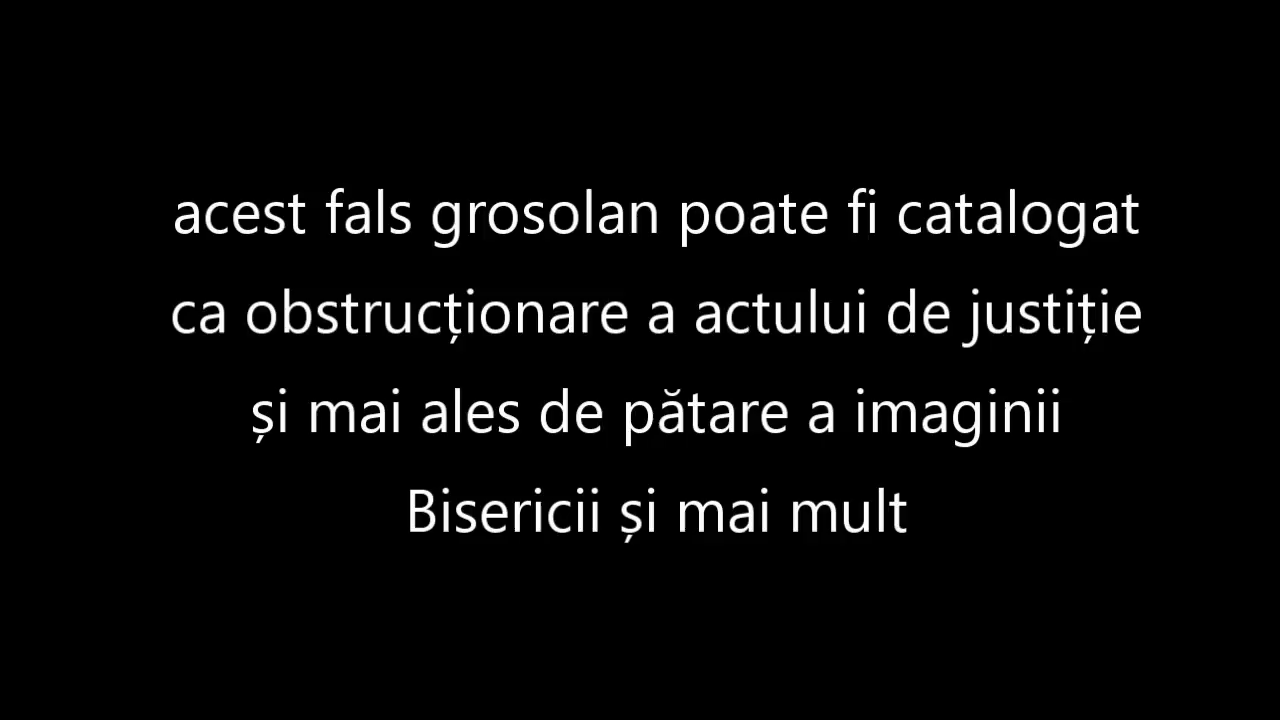 acest fals grosolan poate fi catalogat
ca obstrucționare a actului de justiție
și mai ales de pătare a imaginii
Bisericii și mai mult